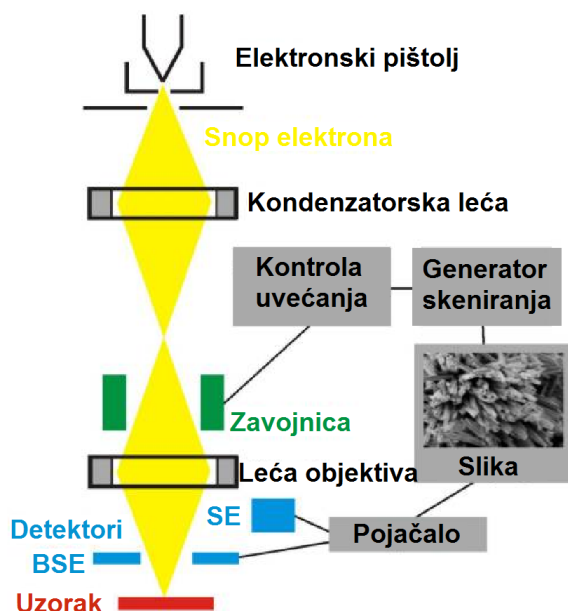 Elektronski pištolj
Snop elektrona
Kondenzatorska leća
Kontrola
uvećanja
Generator
skeniranja
Zavojnica
Leća objektiva
Slika
SE
Detektori
BSE
Pojačalo
Uzorak